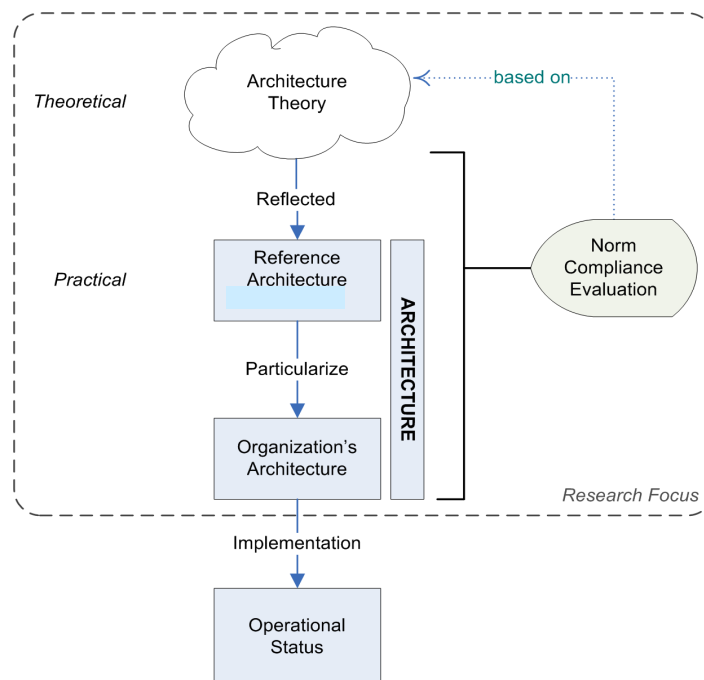 Architecture
Theory
based on
Theoretical
Reflected
Reference
Architecture
Practical
Norm
Compliance
Evaluation
ARCHITECTURE
Particularize
Organization's
Architecture
Research Focus
Implementation
Operational
Status